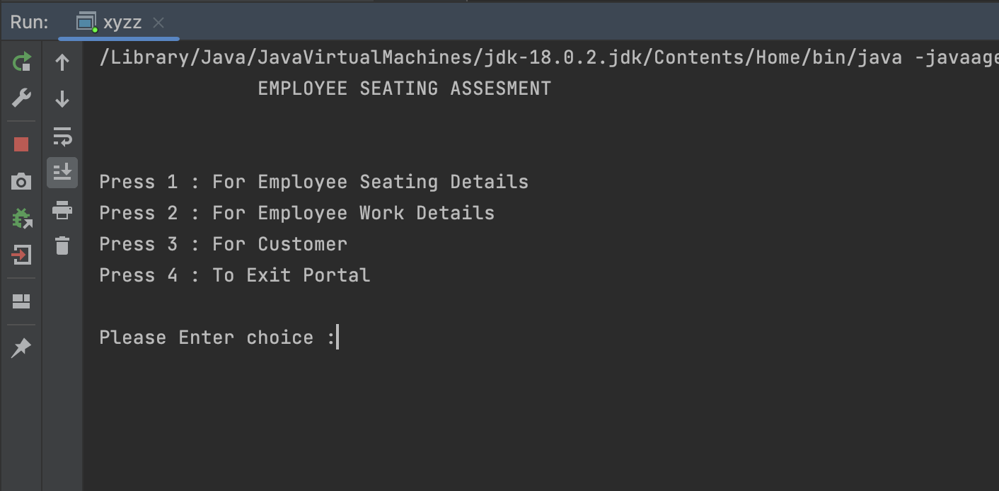 Run: xyzz
/Library/Java/JavaVirtualMachines/jdk-18.0.2.jdk/Contents/Home/bin/java -javaage
EMPLOYEE SEATING ASSESMENT
Press 1 : For Employee Seating Details
Press 2 : For Employee Work Details
Press 3 : For Customer
Press 4 : To Exit Portal
Please Enter choice :